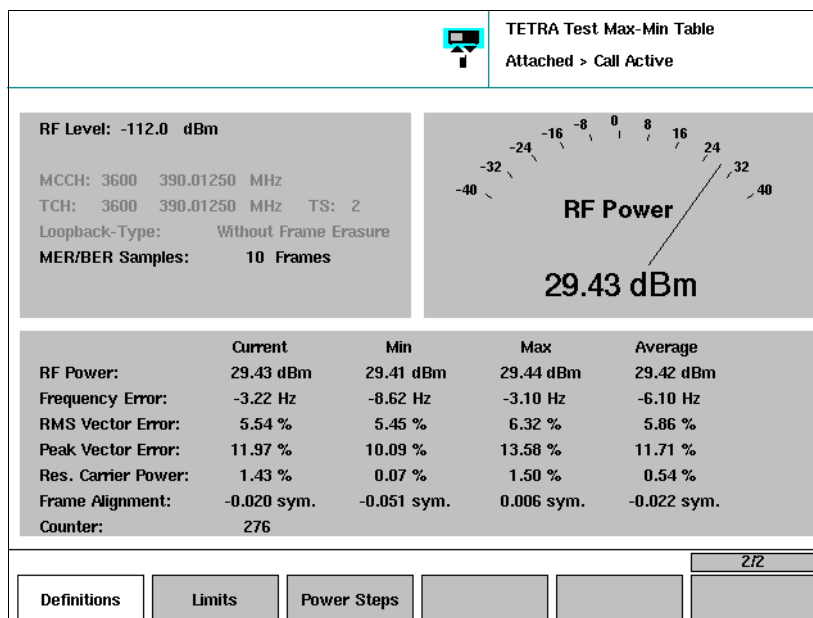 TETRA Test Max-Min Table
Attached > Call Active
RF Level: -112.0 dBm
MCCH: 3600 390.01250 MHz
TCH: 3600 390.01250 MHz TS: 2
Loopback-Type: Without Frame Erasure
MER/BER Samples: 10 Frames
-40 -32 -24 -16 -8 0 8 16 24 32 40
RF Power
29.43 dBm
Current Min Max Average
RF Power: 29.43 dBm 29.41 dBm 29.44 dBm 29.42 dBm
Frequency Error: -3.22 Hz -8.62 Hz -3.10 Hz -6.10 Hz
RMS Vector Error: 5.54 % 5.45 % 6.32 % 5.86 %
Peak Vector Error: 11.97 % 10.09 % 13.58 % 11.71 %
Res. Carrier Power: 1.43 % 0.07 % 1.50 % 0.54 %
Frame Alignment: -0.020 sym. -0.051 sym. 0.006 sym. -0.022 sym.
Counter: 276
2/2
Definitions Limits Power Steps